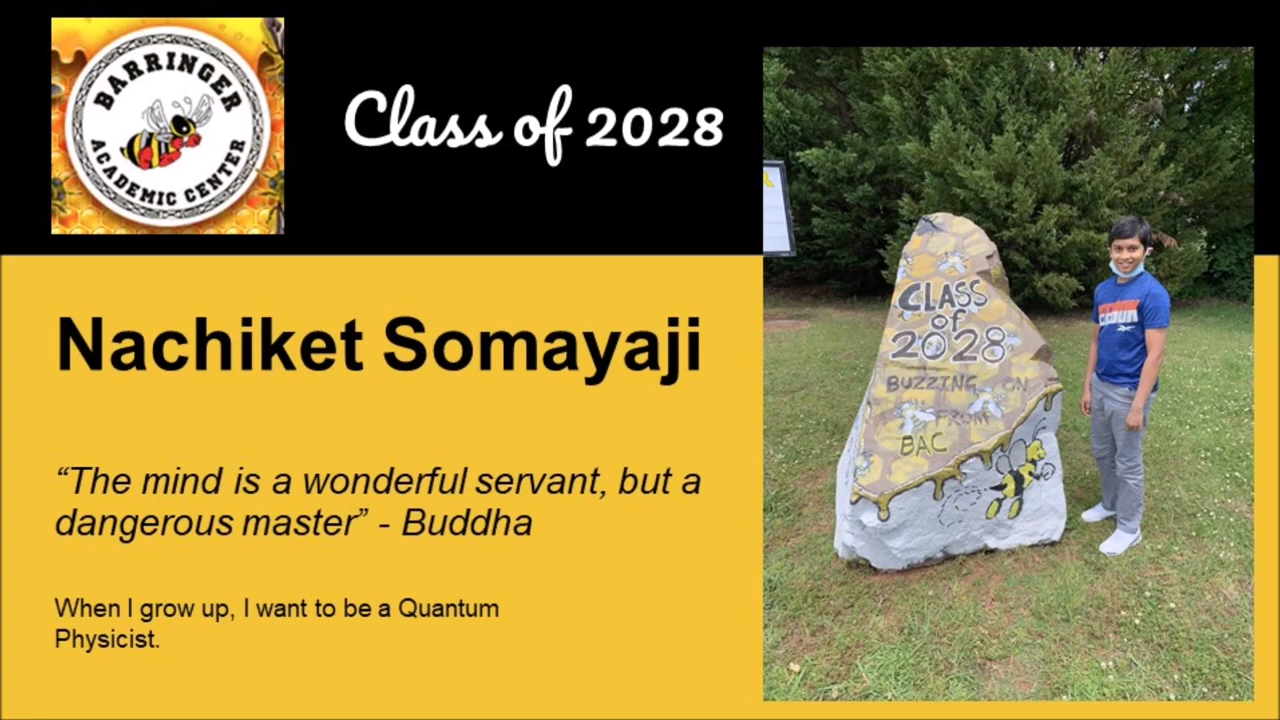 BARRINGER
ACADEMIC CENTER
Class of 2028
Nachiket Somayaji
“The mind is a wonderful servant, but a
dangerous master” - Buddha
When I grow up, I want to be a Quantum
Physicist.
CLASS
of
2028
BUZZING ON
FROM
BAC